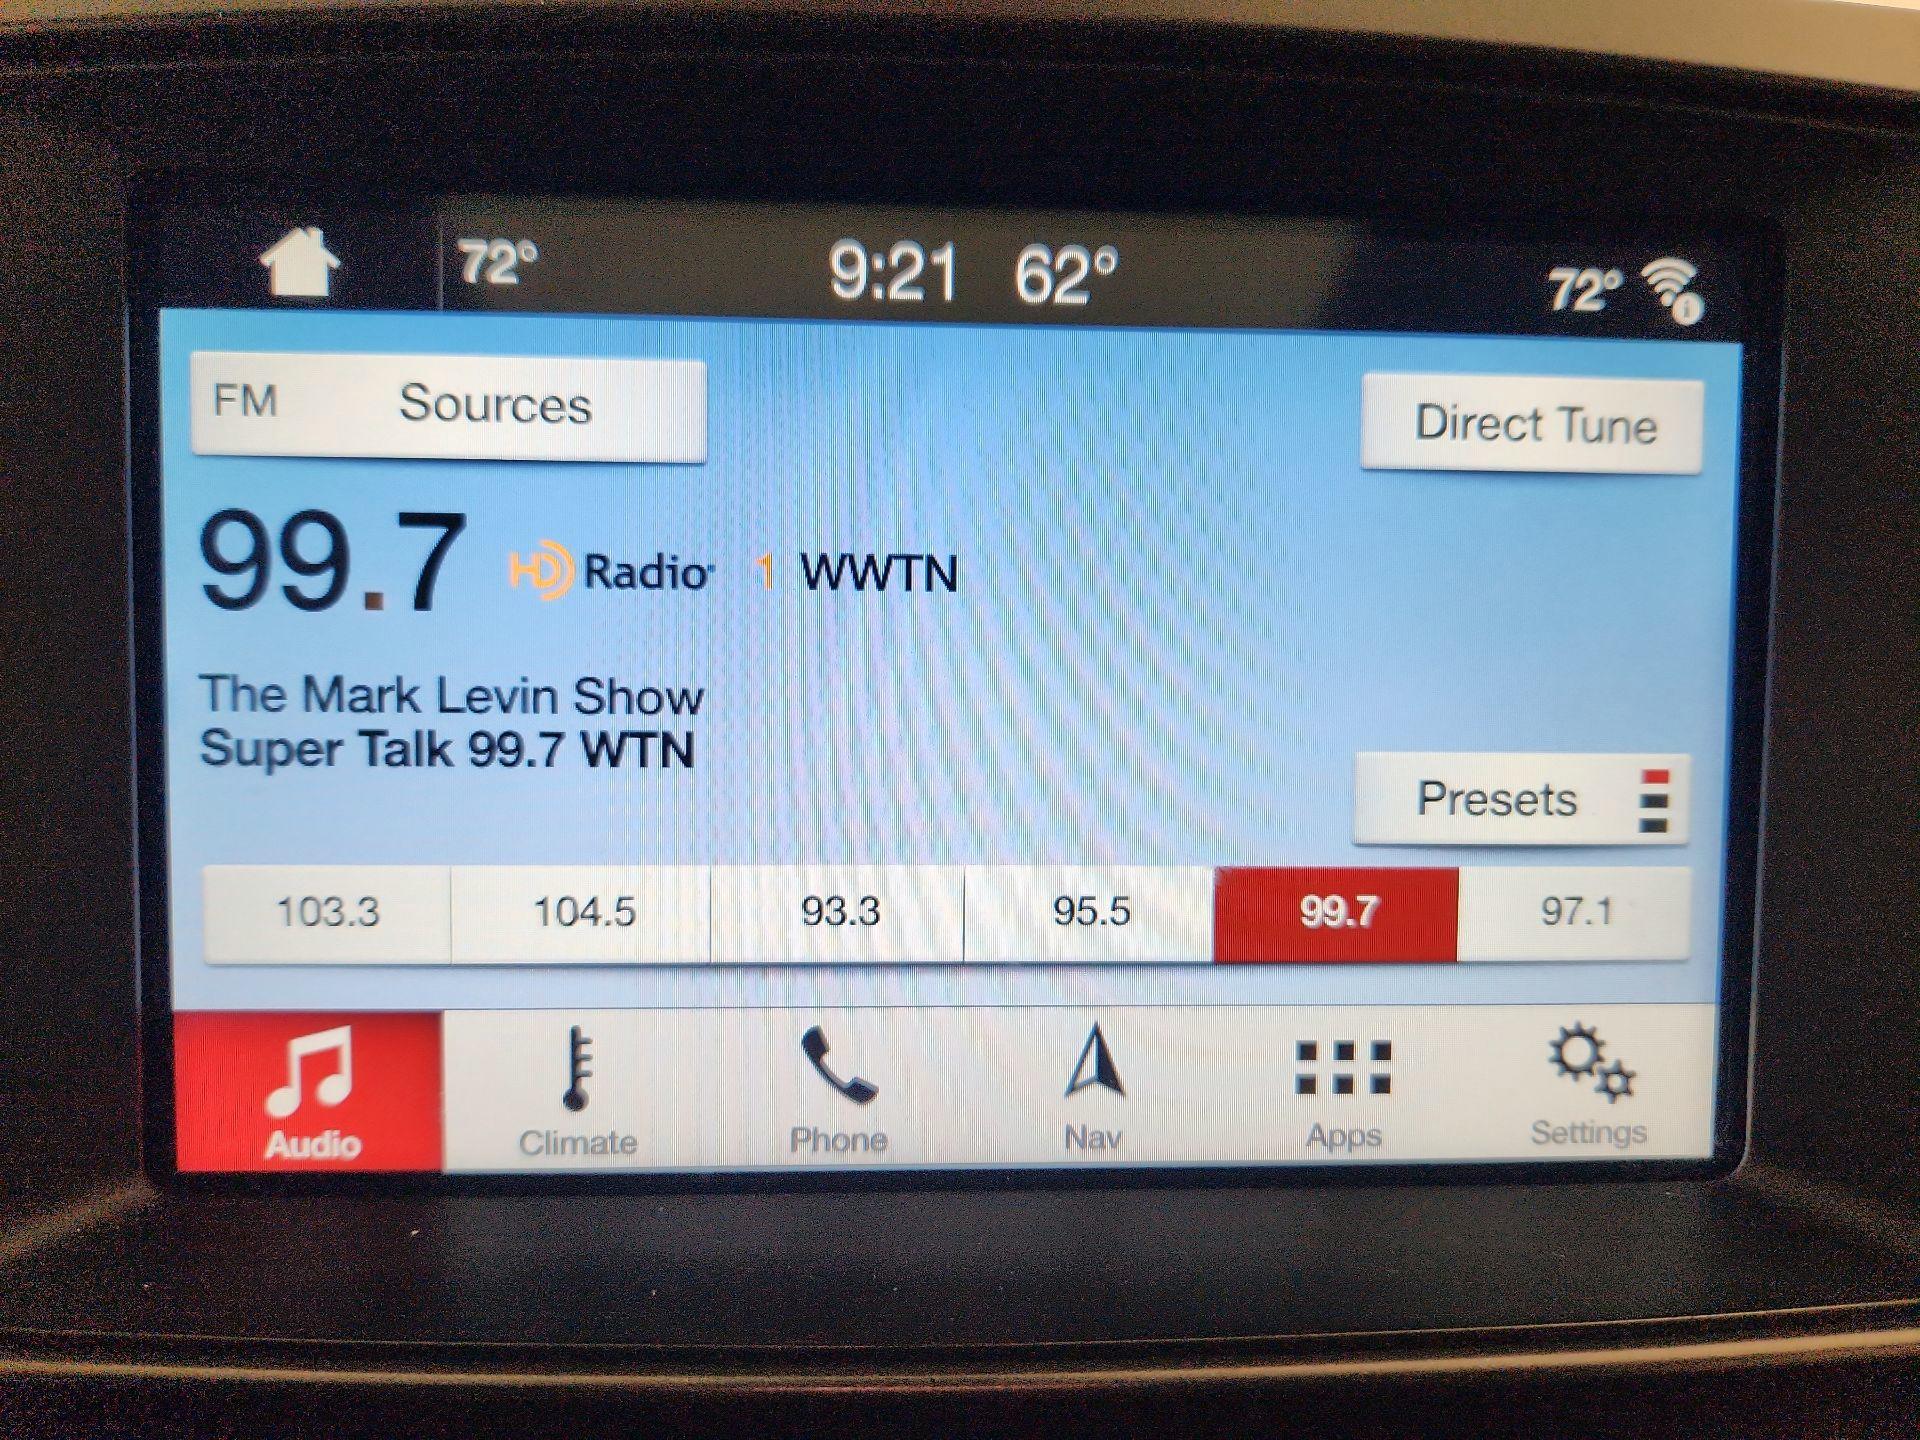 72° 9:21 62° 72°
FM Sources Direct Tune
99.7 HD Radio 1 WWTN
The Mark Levin Show
Super Talk 99.7 WTN
Presets
103.3 104.5 93.3 95.5 99.7 97.1
Audio Climate Phone Nav Apps Settings